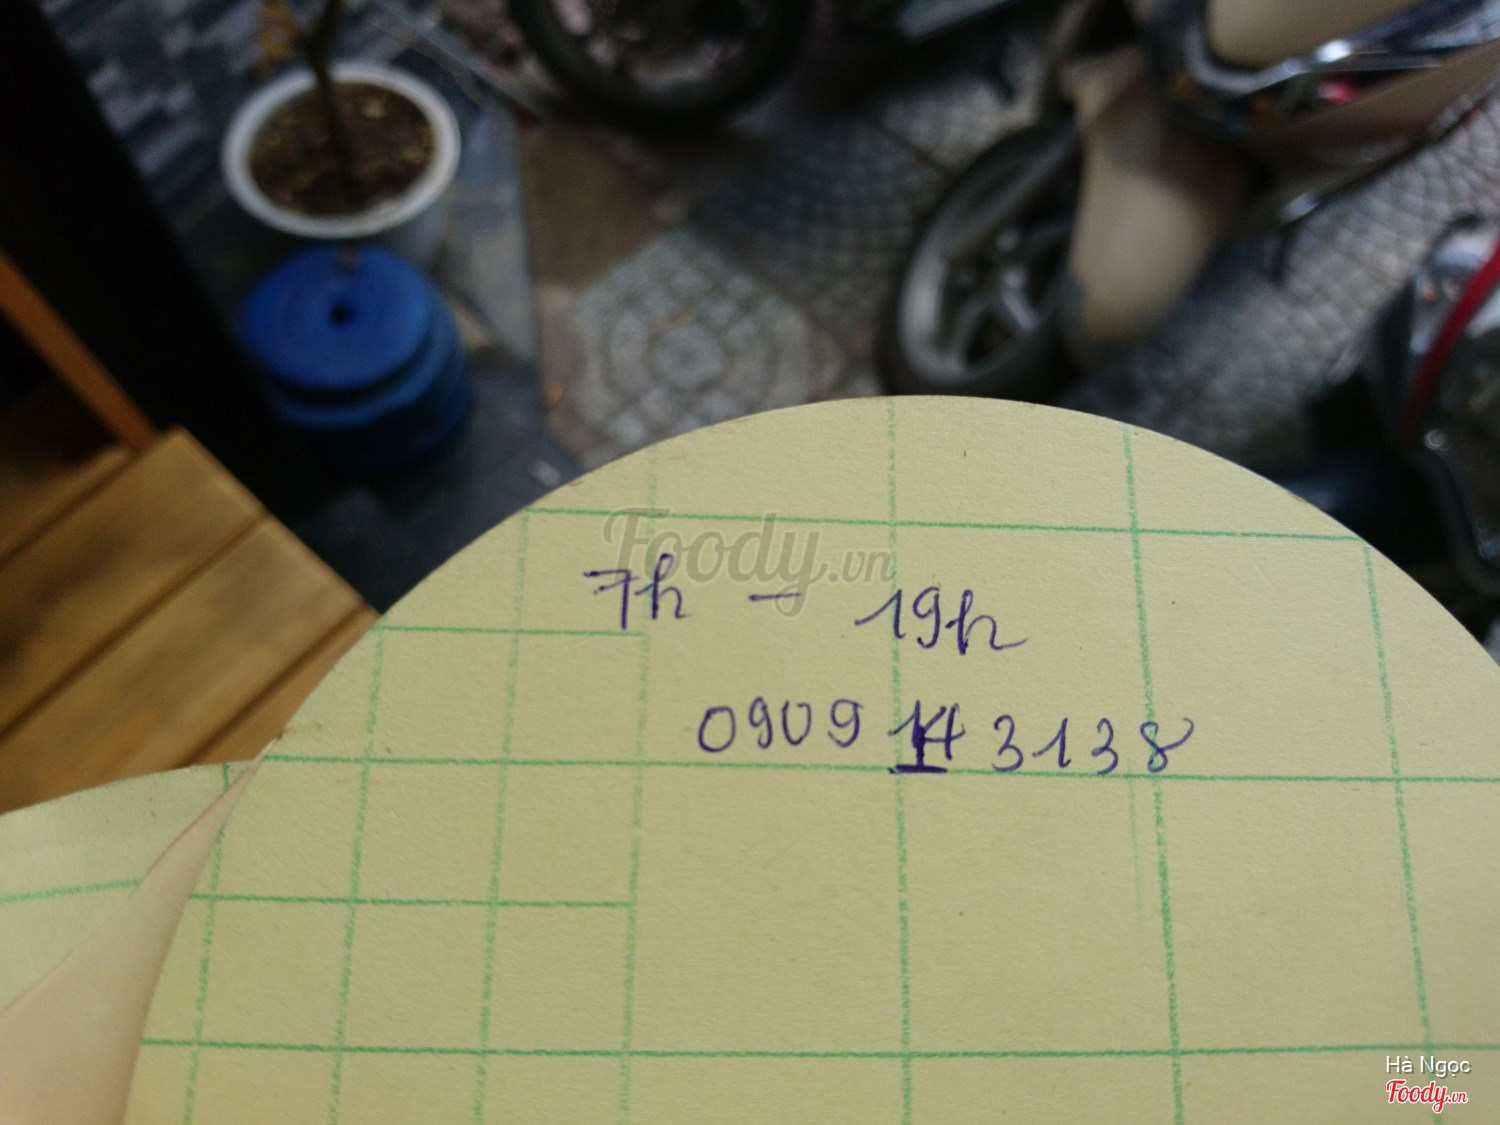 Foody.vn
7h - 19h
0909 14 3138
Hà Ngọc
Foody.vn